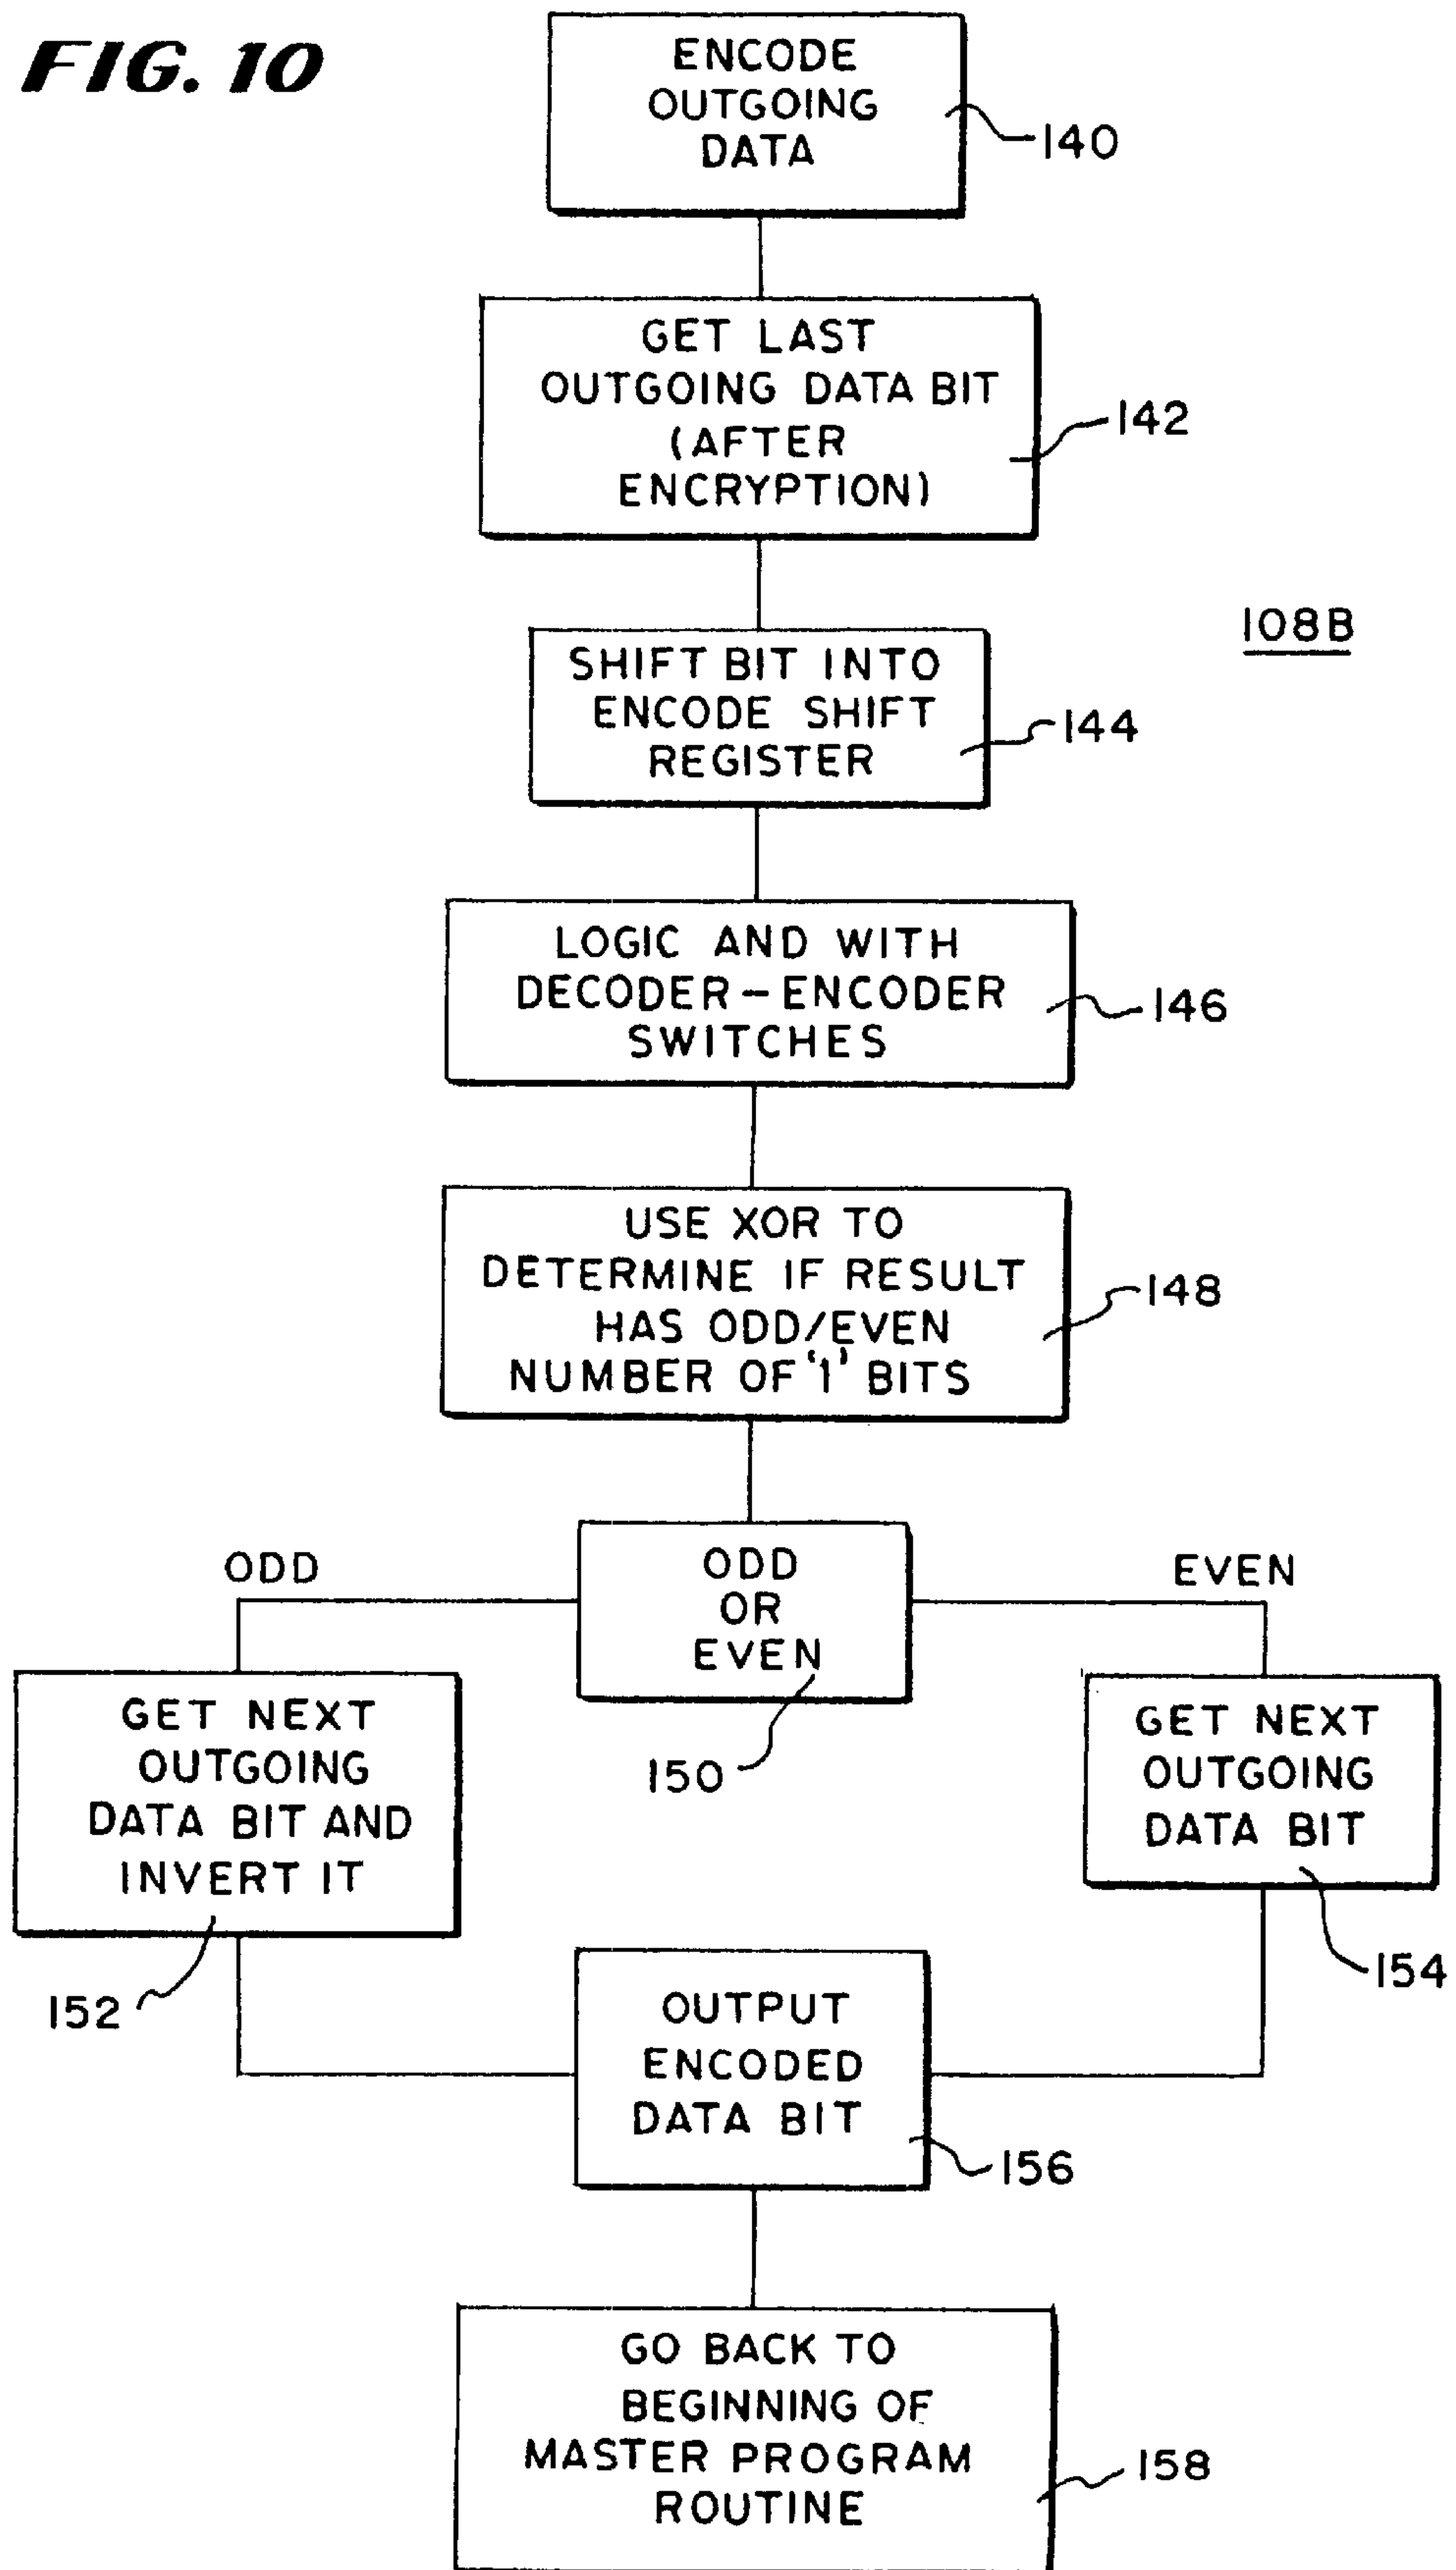 FIG. 10
ENCODE
OUTGOING
DATA
140
GET LAST
OUTGOING DATA BIT
(AFTER
ENCRYPTION)
142
108B
SHIFT BIT INTO
ENCODE SHIFT
REGISTER
144
LOGIC AND WITH
DECODER-ENCODER
SWITCHES
146
USE XOR TO
DETERMINE IF RESULT
HAS ODD/EVEN
NUMBER OF '1' BITS
148
ODD
ODD
OR
EVEN
EVEN
150
GET NEXT
OUTGOING
DATA BIT AND
INVERT IT
152
GET NEXT
OUTGOING
DATA BIT
154
OUTPUT
ENCODED
DATA BIT
156
GO BACK TO
BEGINNING OF
MASTER PROGRAM
ROUTINE
158